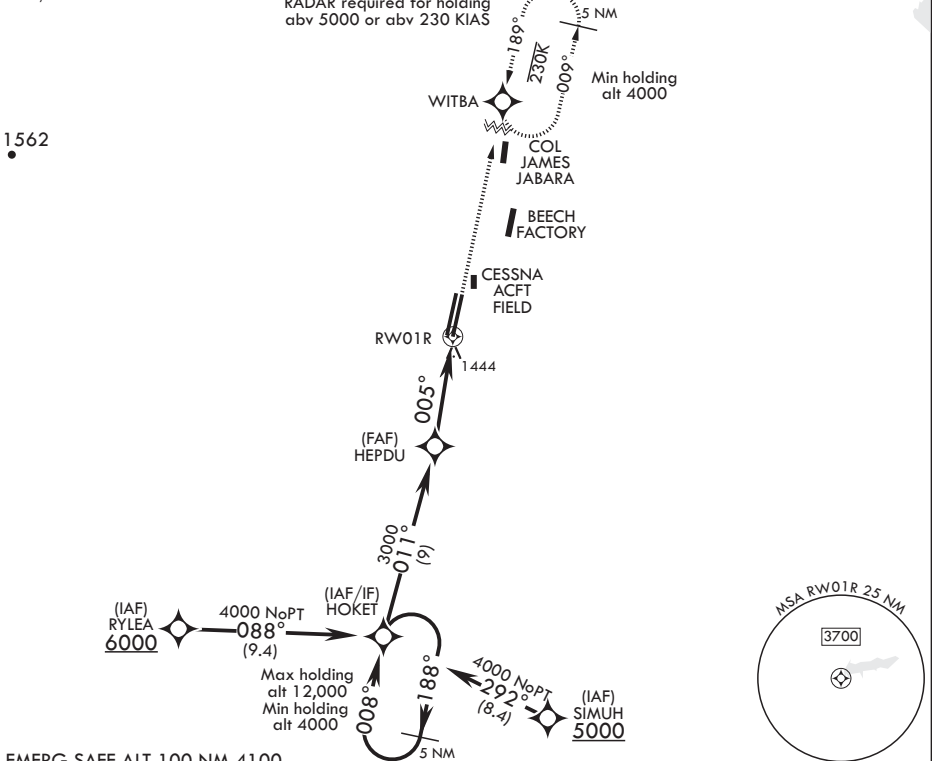 RADAR required for holding
abv 5000 or abv 230 KIAS
5 NM
189°
230K
009°
Min holding
alt 4000
WITBA
1562
COL
JAMES
JABARA
BEECH
FACTORY
CESSNA
ACFT
FIELD
RW01R
1444
005°
(FAF)
HEPDU
3000
011°
(9)
(IAF/IF)
HOKET
(IAF)
RYLEA
6000
4000 NoPT
088°
(9.4)
Max holding
alt 12,000
Min holding
alt 4000
008°
188°
5 NM
4000 NoPT
292°
(8.4)
(IAF)
SIMUH
5000
MSA RW01R 25 NM
3700
EMERG SAFE ALT 100 NM 4100